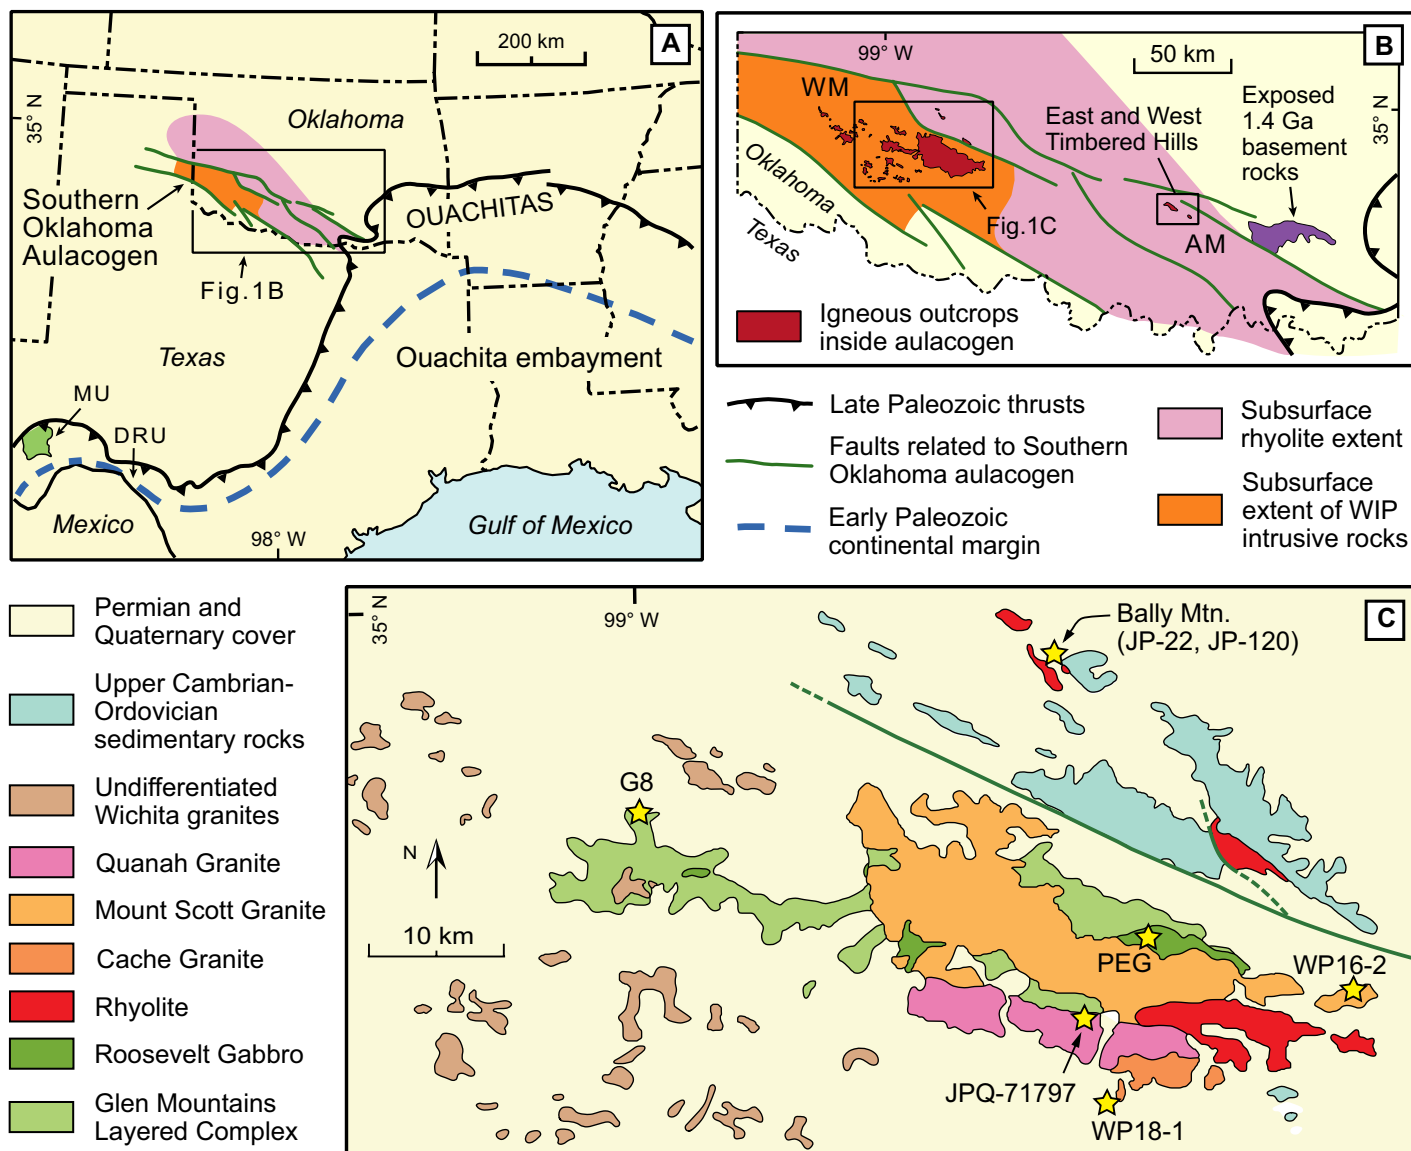 A
200 km
35° N
Oklahoma
Southern
Oklahoma
Aulacogen
OUACHITAS
Fig.1B
Texas
Ouachita embayment
MU
DRU
Mexico
98° W
Gulf of Mexico
B
99° W
50 km
WM
35° N
East and West
Timbered Hills
Exposed
1.4 Ga
basement
rocks
Oklahoma
Texas
Fig.1C
AM
Igneous outcrops
inside aulacogen
Late Paleozoic thrusts
Faults related to Southern
Oklahoma aulacogen
Early Paleozoic
continental margin
Subsurface
rhyolite extent
Subsurface
extent of WIP
intrusive rocks
Permian and
Quaternary cover
Upper Cambrian-
Ordovician
sedimentary rocks
Undifferentiated
Wichita granites
Quanah Granite
Mount Scott Granite
Cache Granite
Rhyolite
Roosevelt Gabbro
Glen Mountains
Layered Complex
C
35° N
99° W
Bally Mtn.
(JP-22, JP-120)
G8
N
10 km
PEG
WP16-2
JPQ-71797
WP18-1